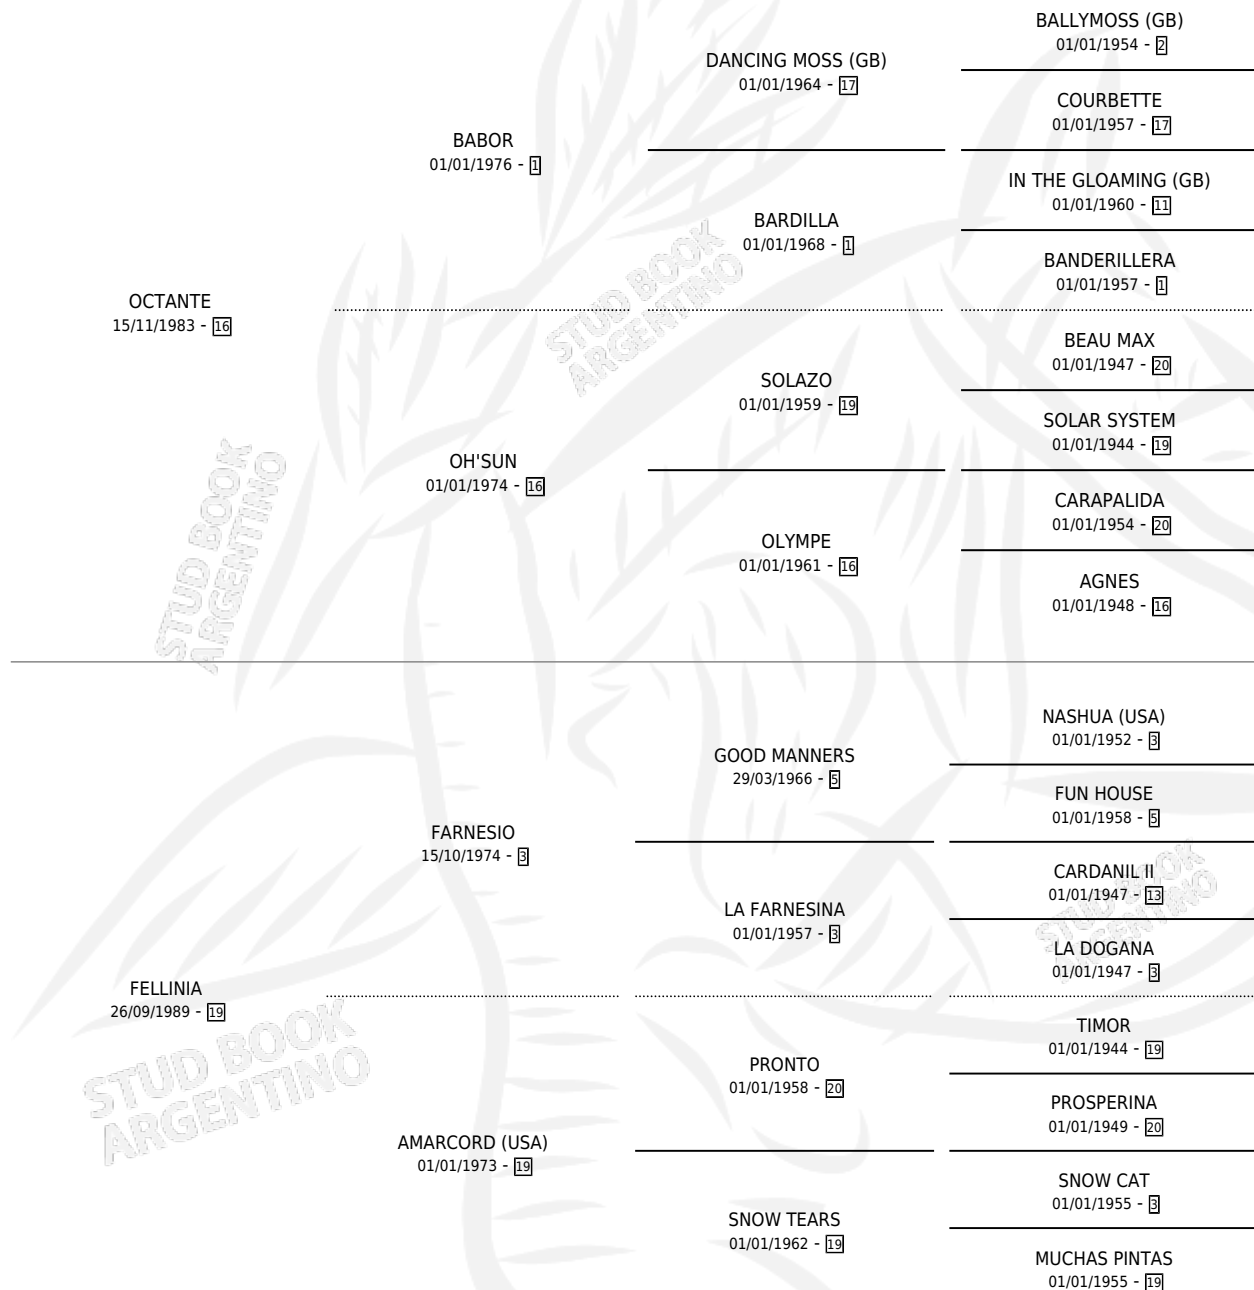 BALLYMOSS (GB)
01/01/1954 - 2
DANCING MOSS (GB)
01/01/1964 - 17
COURBETTE
01/01/1957 - 17
BABOR
01/01/1976 - 1
IN THE GLOAMING (GB)
01/01/1960 - 11
BARDILLA
01/01/1968 - 1
BANDERILLERA
01/01/1957 - 1
OCTANTE
15/11/1983 - 16
BEAU MAX
01/01/1947 - 20
SOLAZO
01/01/1959 - 19
SOLAR SYSTEM
01/01/1944 - 19
OH'SUN
01/01/1974 - 16
CARAPALIDA
01/01/1954 - 20
OLYMPE
01/01/1961 - 16
AGNES
01/01/1948 - 16
NASHUA (USA)
01/01/1952 - 3
GOOD MANNERS
29/03/1966 - 5
FUN HOUSE
01/01/1958 - 5
FARNESIO
15/10/1974 - 3
CARDANIL II
01/01/1947 - 13
LA FARNESINA
01/01/1957 - 3
LA DOGANA
01/01/1947 - 3
FELLINIA
26/09/1989 - 19
TIMOR
01/01/1944 - 19
PRONTO
01/01/1958 - 20
PROSPERINA
01/01/1949 - 20
AMARCORD (USA)
01/01/1973 - 19
SNOW CAT
01/01/1955 - 3
SNOW TEARS
01/01/1962 - 19
MUCHAS PINTAS
01/01/1955 - 19
STUD BOOK
ARGENTINO
STUD BOOK
ARGENTINO
STUD BOOK
ARGENTINO
STUD BOOK
ARGENTINO